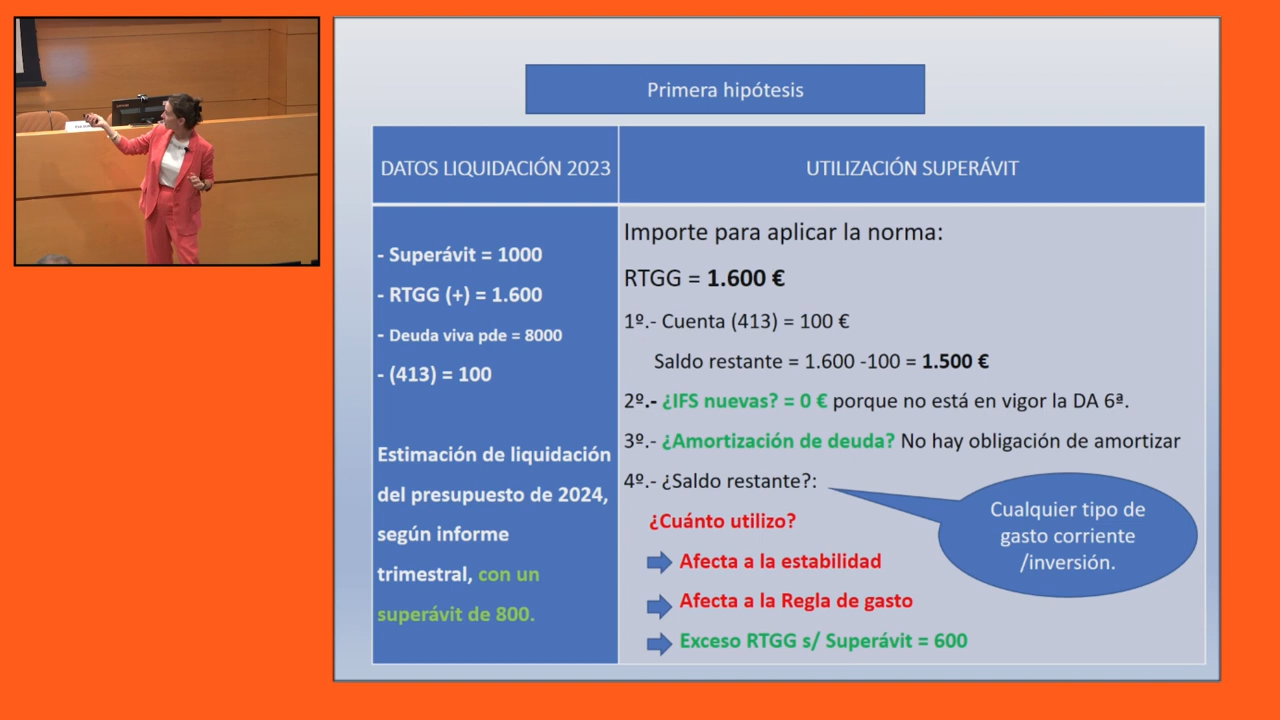 Primera hipótesis
DATOS LIQUIDACIÓN 2023
UTILIZACIÓN SUPERÁVIT
- Superávit = 1000
- RTGG (+) = 1.600
- Deuda viva pde = 8000
- (413) = 100
Estimación de liquidación
del presupuesto de 2024,
según informe
trimestral, con un
superávit de 800.
Importe para aplicar la norma:
RTGG = 1.600 €
1º.- Cuenta (413) = 100 €
Saldo restante = 1.600 -100 = 1.500 €
2º.- ¿IFS nuevas? = 0 € porque no está en vigor la DA 6ª.
3º.- ¿Amortización de deuda? No hay obligación de amortizar
4º.- ¿Saldo restante?:
¿Cuánto utilizo?
Afecta a la estabilidad
Afecta a la Regla de gasto
Exceso RTGG s/ Superávit = 600
Cualquier tipo de
gasto corriente
/inversión.